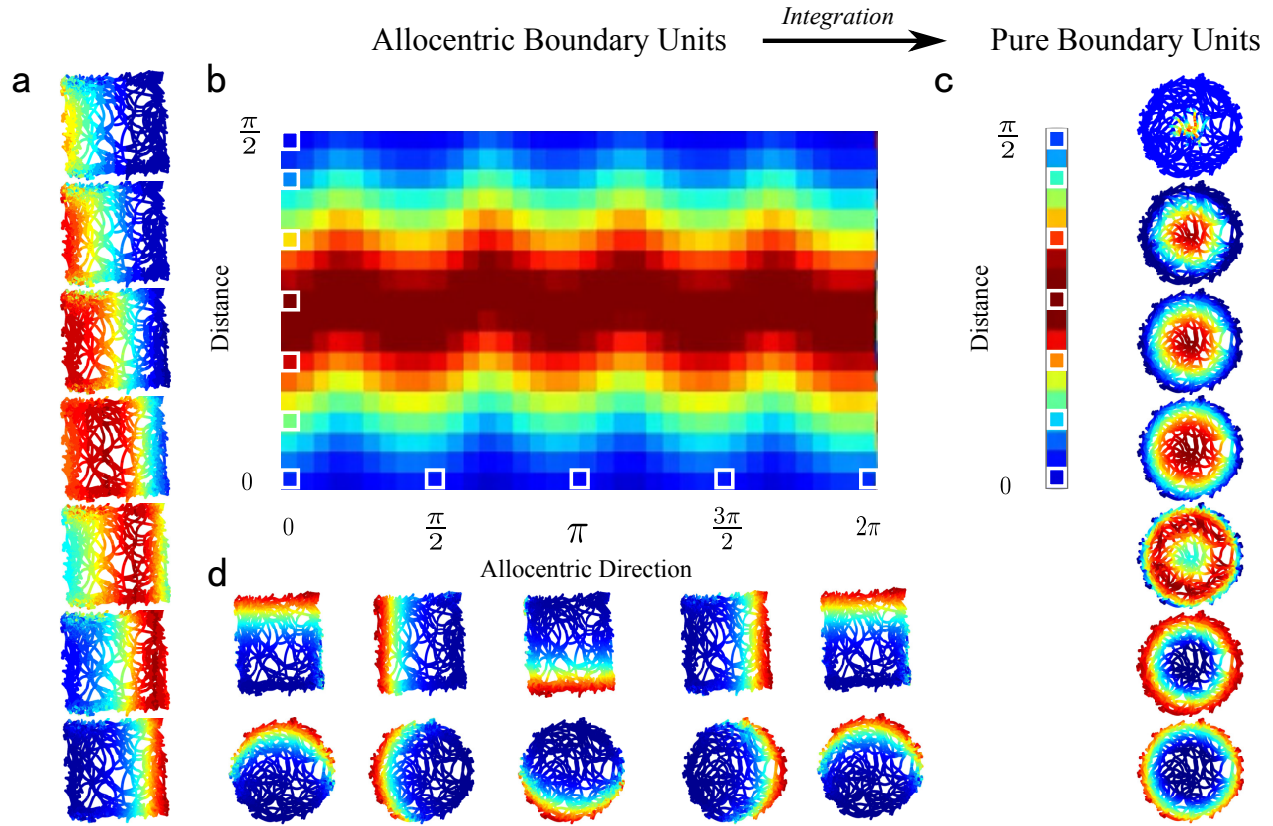 Integration
Allocentric Boundary Units
Pure Boundary Units
a
b
c
π/2
Distance
0
0
π/2
π
3π/2
2π
Allocentric Direction
π/2
Distance
0
d